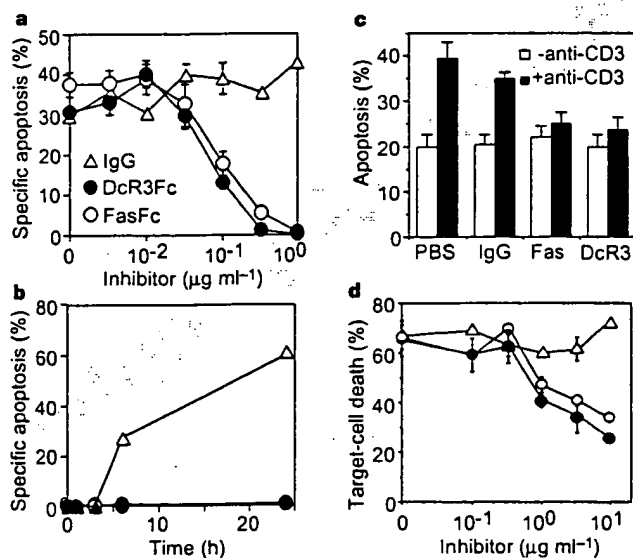 a
Specific apoptosis (%)
50
40
30
20
10
0
IgG
DcR3Fc
FasFc
0 10-2 10-1 100
Inhibitor (μg ml–1)
b
Specific apoptosis (%)
80
60
40
20
0
0 10 20
Time (h)
c
Apoptosis (%)
50
40
30
20
10
0
-anti-CD3
+anti-CD3
PBS IgG Fas DcR3
d
Target-cell death (%)
80
60
40
20
0
0 10-1 100 101
Inhibitor (μg ml–1)